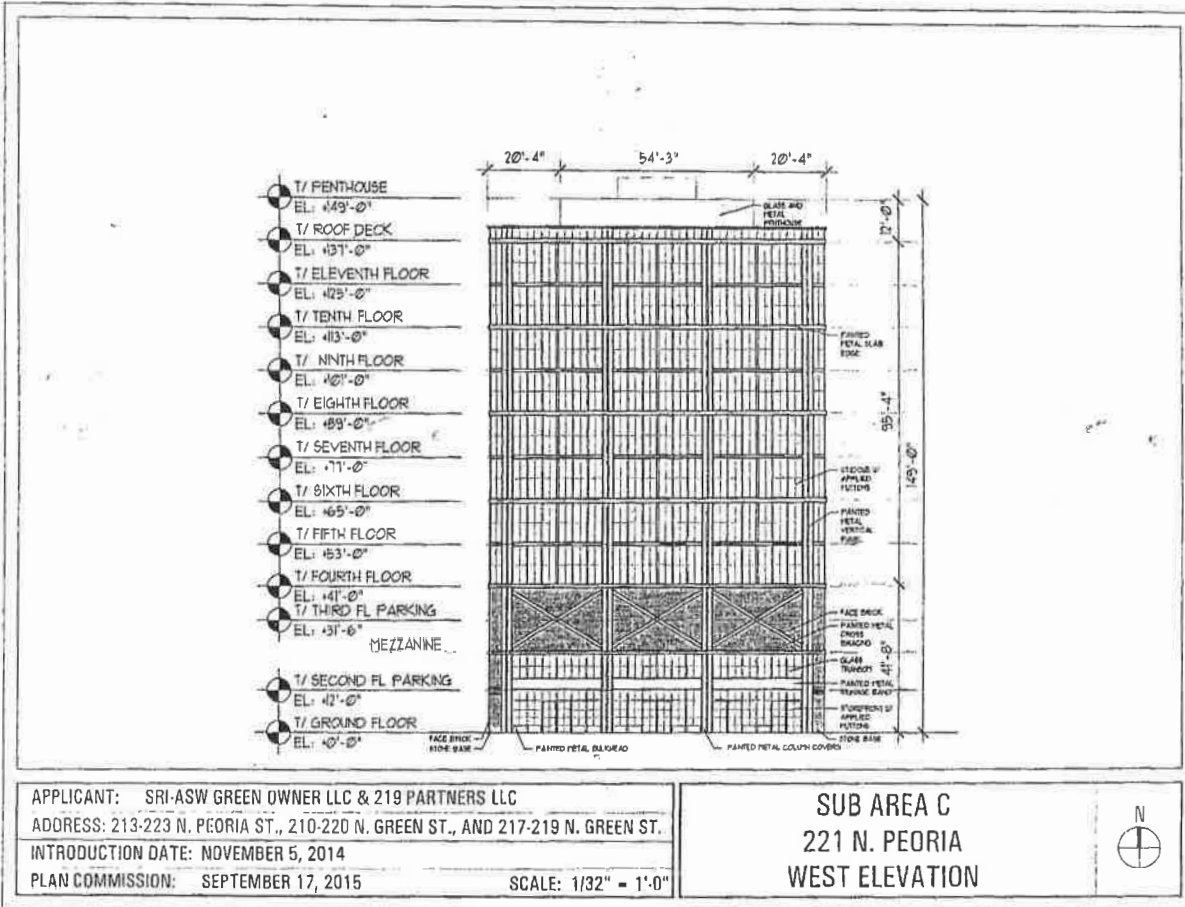 20'-4" 54'-3" 20'-4"
T/ PENTHOUSE
EL: +149'-0"
T/ ROOF DECK
EL: +137'-0"
T/ ELEVENTH FLOOR
EL: +125'-0"
T/ TENTH FLOOR
EL: +113'-0"
T/ NINTH FLOOR
EL: +101'-0"
T/ EIGHTH FLOOR
EL: +89'-0"
T/ SEVENTH FLOOR
EL: +77'-0"
T/ SIXTH FLOOR
EL: +65'-0"
T/ FIFTH FLOOR
EL: +53'-0"
T/ FOURTH FLOOR
EL: +41'-0"
T/ THIRD FL PARKING
EL: +31'-6"
MEZZANINE
T/ SECOND FL PARKING
EL: +12'-0"
T/ GROUND FLOOR
EL: +0'-0"
GLASS AND
METAL
PENTHOUSE
PAINTED
METAL SLAB
EDGE
APPLIED
PAINTED
METAL
VERTICAL
FACE BRICK
PAINTED METAL
CROSS
BRACING
GLASS
TRANSOM
PAINTED METAL
SIGNAGE BAND
STOREFRONT W/
APPLIED
STONE BASE
12'-0"
95'-4"
41'-8"
149'-0"
FACE BRICK
STONE BASE
PAINTED METAL BULKHEAD
PAINTED METAL COLUMN COVERS
APPLICANT: SRI-ASW GREEN OWNER LLC & 219 PARTNERS LLC
ADDRESS: 213-223 N. PEORIA ST., 210-220 N. GREEN ST., AND 217-219 N. GREEN ST.
INTRODUCTION DATE: NOVEMBER 5, 2014
PLAN COMMISSION: SEPTEMBER 17, 2015 SCALE: 1/32" = 1'-0"
SUB AREA C
221 N. PEORIA
WEST ELEVATION
N